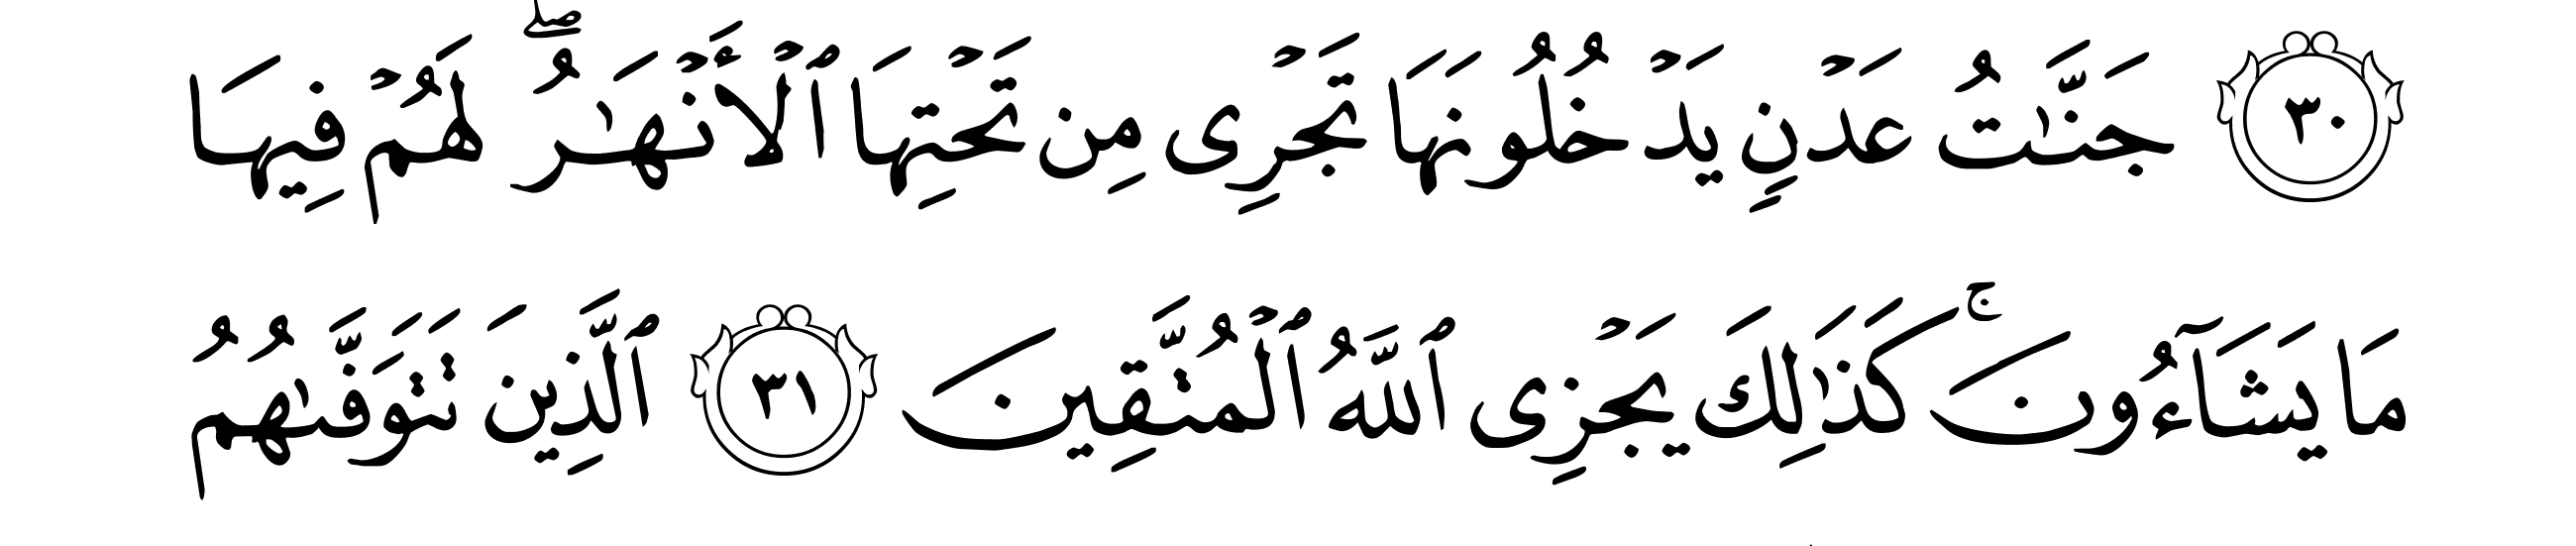 ٣٠ جَنَّـٰتُ عَدْنٍ يَدْخُلُونَهَا تَجْرِى مِن تَحْتِهَا ٱلْأَنْهَـٰرُ ۖ لَهُمْ فِيهَا
مَا يَشَآءُونَ ۚ كَذَٰلِكَ يَجْزِى ٱللَّهُ ٱلْمُتَّقِينَ ٣١ ٱلَّذِينَ تَتَوَفَّىٰهُمُ